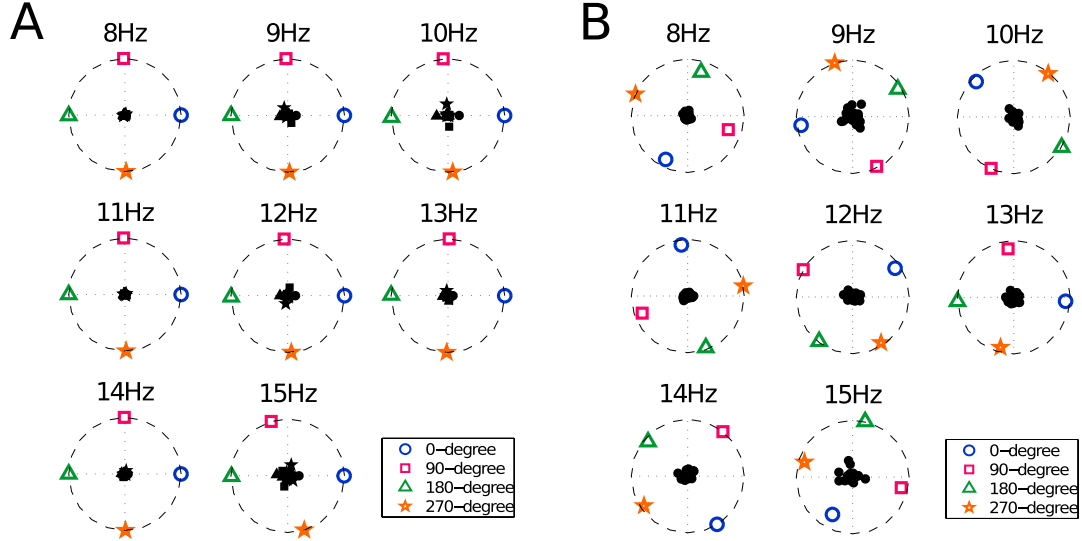 A
8Hz 9Hz 10Hz
11Hz 12Hz 13Hz
14Hz 15Hz
0-degree
90-degree
180-degree
270-degree
B
8Hz 9Hz 10Hz
11Hz 12Hz 13Hz
14Hz 15Hz
0-degree
90-degree
180-degree
270-degree